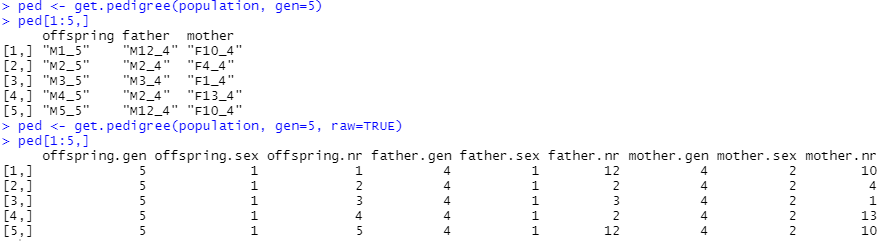 > ped <- get.pedigree(population, gen=5)
> ped[1:5,]
offspring father mother
[1,] "M1_5" "M12_4" "F10_4"
[2,] "M2_5" "M2_4" "F4_4"
[3,] "M3_5" "M3_4" "F1_4"
[4,] "M4_5" "M2_4" "F13_4"
[5,] "M5_5" "M12_4" "F10_4"
> ped <- get.pedigree(population, gen=5, raw=TRUE)
> ped[1:5,]
offspring.gen offspring.sex offspring.nr father.gen father.sex father.nr mother.gen mother.sex mother.nr
[1,] 5 1 1 4 1 12 4 2 10
[2,] 5 1 2 4 1 2 4 2 4
[3,] 5 1 3 4 1 3 4 2 1
[4,] 5 1 4 4 1 2 4 2 13
[5,] 5 1 5 4 1 12 4 2 10